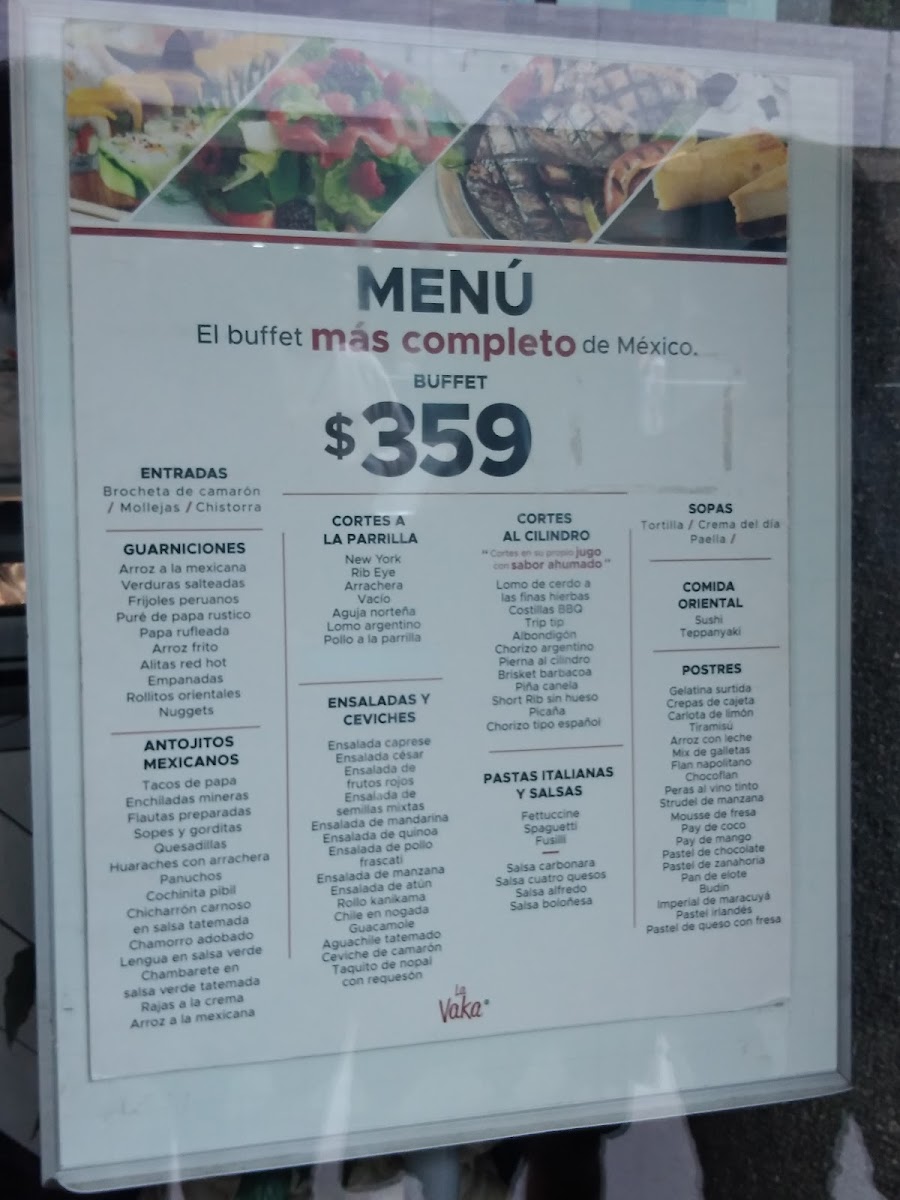 MENÚ
El buffet más completo de México.
BUFFET
$359
ENTRADAS
Brocheta de camarón
/ Mollejas / Chistorra
GUARNICIONES
Arroz a la mexicana
Verduras salteadas
Frijoles peruanos
Puré de papa rustico
Papa rufleada
Arroz frito
Alitas red hot
Empanadas
Rollitos orientales
Nuggets
ANTOJITOS
MEXICANOS
Tacos de papa
Enchiladas mineras
Flautas preparadas
Sopes y gorditas
Quesadillas
Huaraches con arrachera
Panuchos
Cochinita pibil
Chicharrón carnoso
en salsa tatemada
Chamorro adobado
Lengua en salsa verde
Chambarete en
salsa verde tatemada
Rajas a la crema
Arroz a la mexicana
CORTES A
LA PARRILLA
New York
Rib Eye
Arrachera
Vacío
Aguja norteña
Lomo argentino
Pollo a la parrilla
ENSALADAS Y
CEVICHES
Ensalada caprese
Ensalada césar
Ensalada de
frutos rojos
Ensalada de
semillas mixtas
Ensalada de mandarina
Ensalada de quinoa
Ensalada de pollo
frascati
Ensalada de manzana
Ensalada de atún
Rollo kanikama
Chile en nogada
Guacamole
Aguachile tatemado
Ceviche de camarón
Taquito de nopal
con requesón
CORTES
AL CILINDRO
"Cortes en su propio jugo
con sabor ahumado"
Lomo de cerdo a
las finas hierbas
Costillas BBQ
Trip tip
Albondigón
Chorizo argentino
Pierna al cilindro
Brisket barbacoa
Piña canela
Short Rib sin hueso
Picaña
Chorizo tipo español
PASTAS ITALIANAS
Y SALSAS
Fettuccine
Spaguetti
Fusilli
Salsa carbonara
Salsa cuatro quesos
Salsa alfredo
Salsa boloñesa
SOPAS
Tortilla / Crema del día
Paella /
COMIDA
ORIENTAL
Sushi
Teppanyaki
POSTRES
Gelatina surtida
Crepas de cajeta
Carlota de limón
Tiramisú
Arroz con leche
Mix de galletas
Flan napolitano
Chocoflan
Peras al vino tinto
Strudel de manzana
Mousse de fresa
Pay de coco
Pay de mango
Pastel de chocolate
Pastel de zanahoria
Pan de elote
Budin
Imperial de maracuyá
Pastel irlandés
Pastel de queso con fresa
La
Vaka®